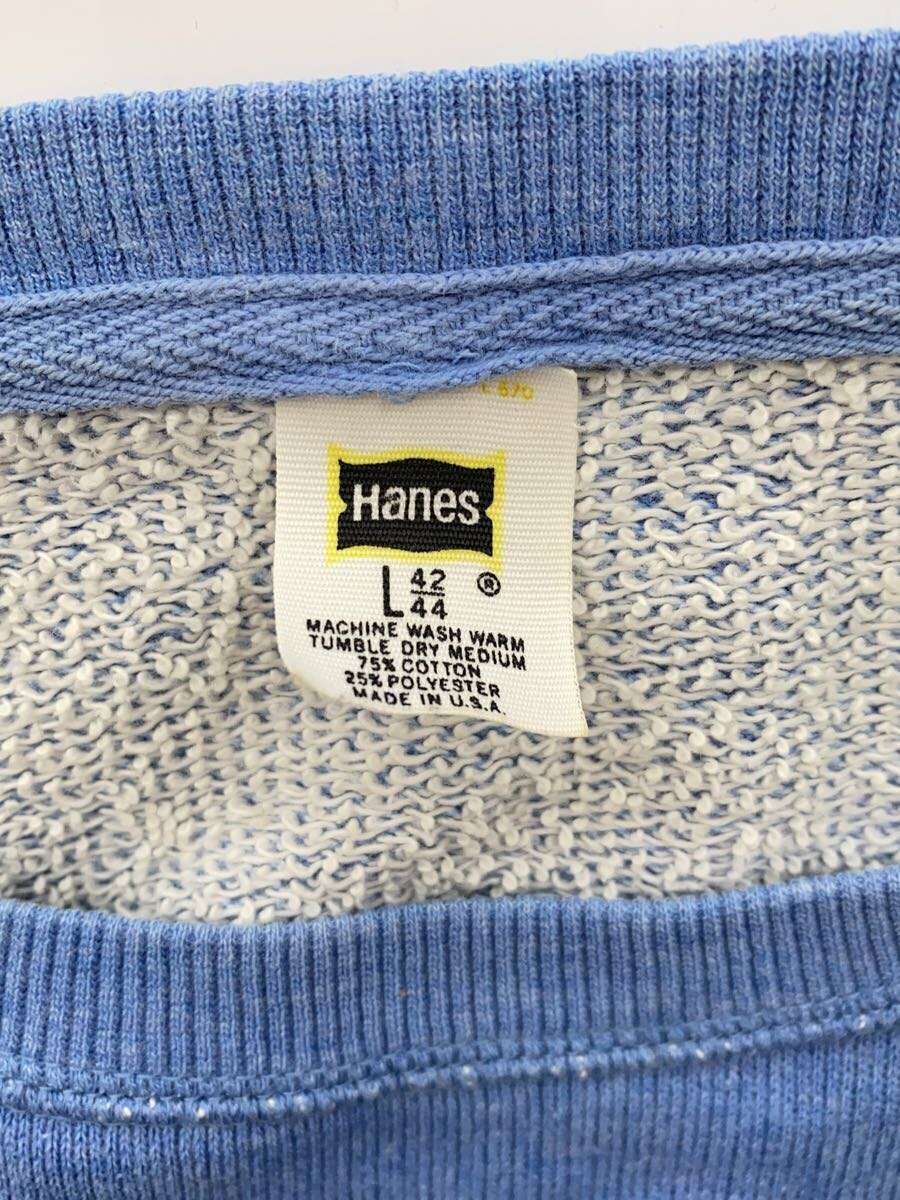 Hanes
L 42/44 ®
MACHINE WASH WARM
TUMBLE DRY MEDIUM
75% COTTON
25% POLYESTER
MADE IN U.S.A.